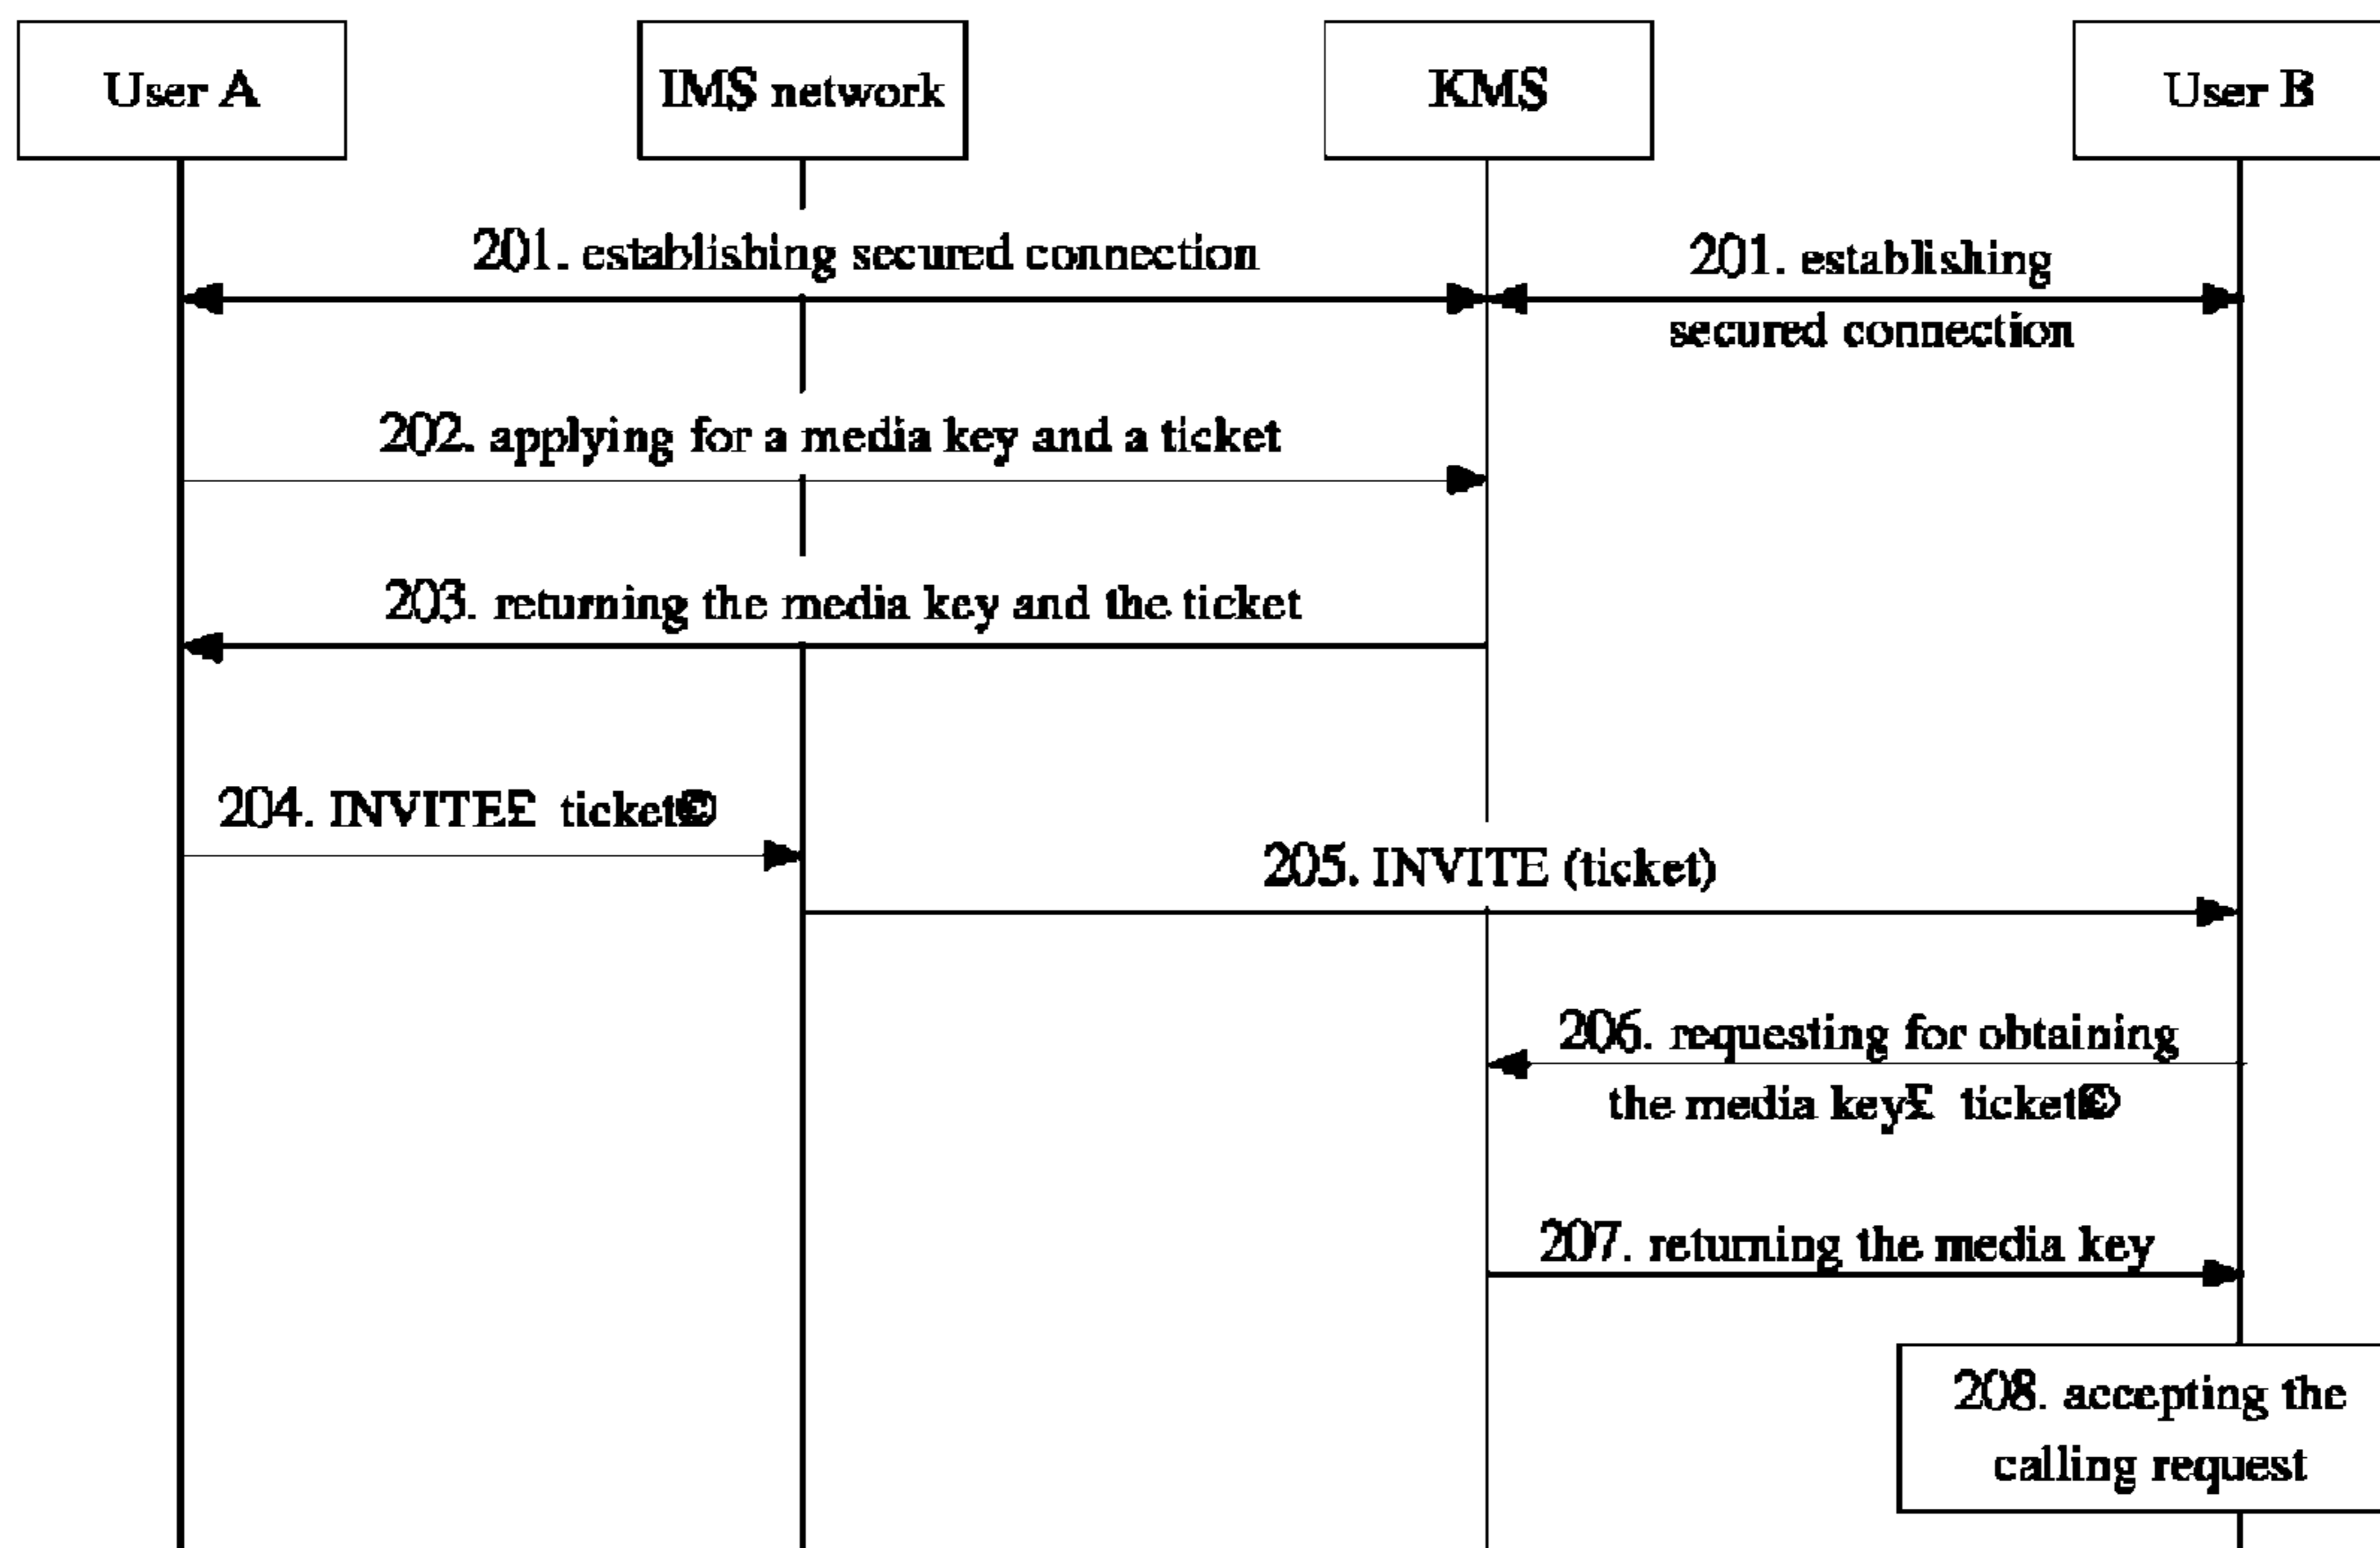 User A
IMS network
KMS
User B
201. establishing secured connection
201. establishing
secured connection
202. applying for a media key and a ticket
203. returning the media key and the ticket
204. INVITE£ ticket©
205. INVITE (ticket)
206. requesting for obtaining
the media key£ ticket©
207. returning the media key
208. accepting the
calling request